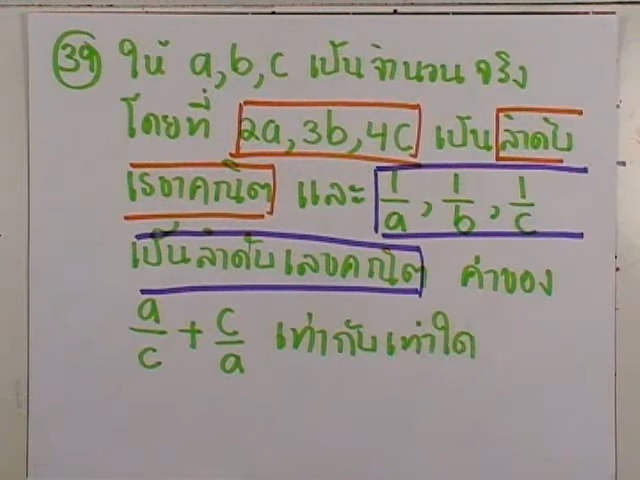 39 ให้ a, b, c เป็นจำนวนจริง
โดยที่ 2a, 3b, 4c เป็นลำดับ
เรขาคณิต และ 1/a, 1/b, 1/c
เป็นลำดับเลขคณิต ค่าของ
a/c + c/a เท่ากับเท่าใด